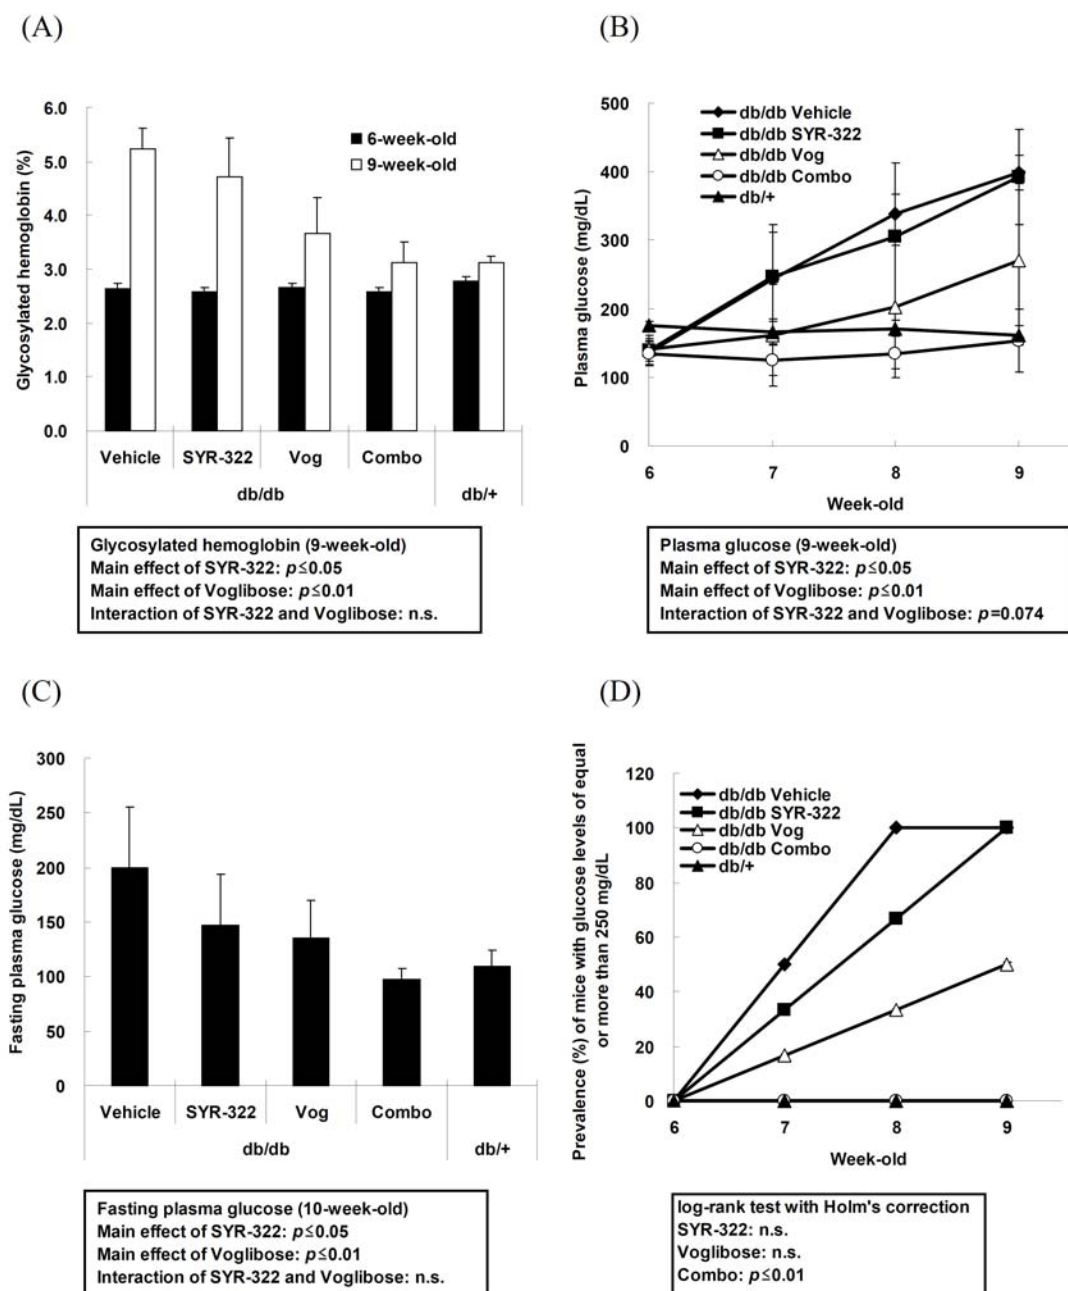 (A)
6.0
5.0
4.0
3.0
2.0
1.0
0.0
Glycosylated hemoglobin (%)
6-week-old
9-week-old
Vehicle SYR-322 Vog Combo
db/db db/+
Glycosylated hemoglobin (9-week-old)
Main effect of SYR-322: p≤0.05
Main effect of Voglibose: p≤0.01
Interaction of SYR-322 and Voglibose: n.s.
(B)
500
400
300
200
100
0
Plasma glucose (mg/dL)
db/db Vehicle
db/db SYR-322
db/db Vog
db/db Combo
db/+
6 7 8 9
Week-old
Plasma glucose (9-week-old)
Main effect of SYR-322: p≤0.05
Main effect of Voglibose: p≤0.01
Interaction of SYR-322 and Voglibose: p=0.074
(C)
300
250
200
150
100
50
0
Fasting plasma glucose (mg/dL)
Vehicle SYR-322 Vog Combo
db/db db/+
Fasting plasma glucose (10-week-old)
Main effect of SYR-322: p≤0.05
Main effect of Voglibose: p≤0.01
Interaction of SYR-322 and Voglibose: n.s.
(D)
120
100
80
60
40
20
0
Prevalence (%) of mice with glucose levels of equal
or more than 250 mg/dL
db/db Vehicle
db/db SYR-322
db/db Vog
db/db Combo
db/+
6 7 8 9
Week-old
log-rank test with Holm's correction
SYR-322: n.s.
Voglibose: n.s.
Combo: p≤0.01